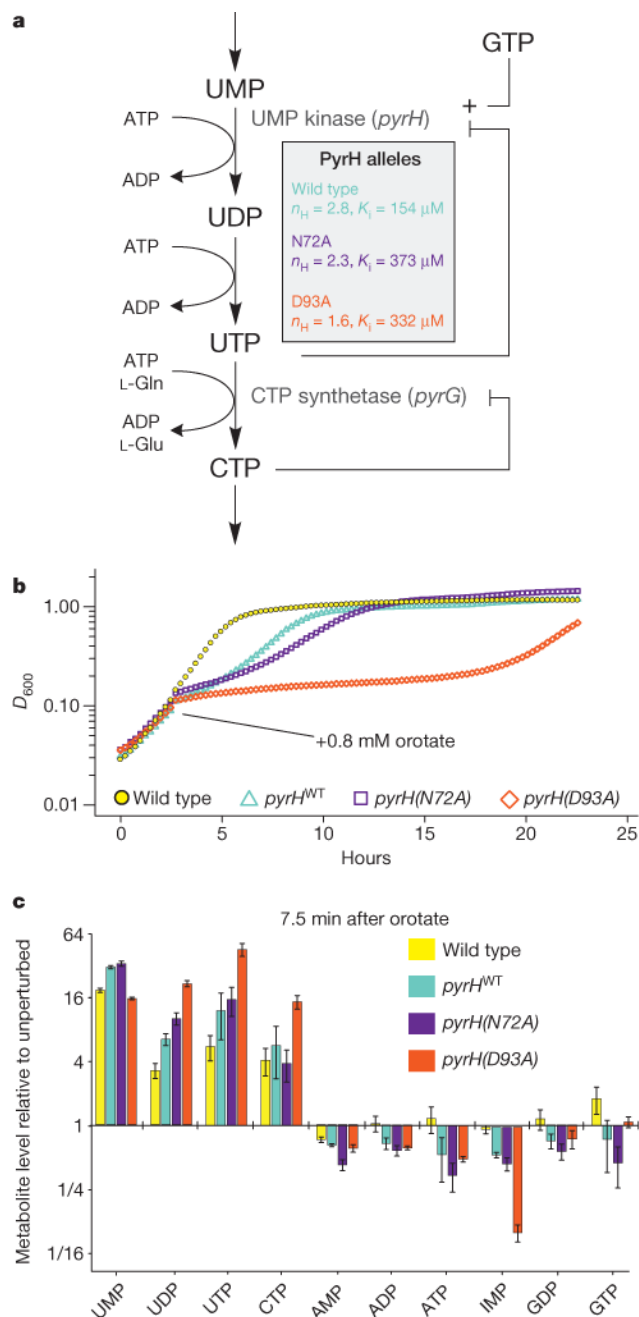 a
GTP
UMP
+
ATP
UMP kinase (pyrH)
ADP
PyrH alleles
Wild type
nH = 2.8, Ki = 154 μM
UDP
N72A
nH = 2.3, Ki = 373 μM
ATP
D93A
nH = 1.6, Ki = 332 μM
ADP
UTP
ATP
L-Gln
CTP synthetase (pyrG)
ADP
L-Glu
CTP
b
1.00
D600
0.10
+0.8 mM orotate
Wild type pyrHWT pyrH(N72A) pyrH(D93A)
0.01
0 5 10 15 20 25
Hours
c
7.5 min after orotate
64
Wild type
pyrHWT
16
pyrH(N72A)
4
pyrH(D93A)
1
1/4
1/16
Metabolite level relative to unperturbed
UMP UDP UTP CTP AMP ADP ATP IMP GDP GTP